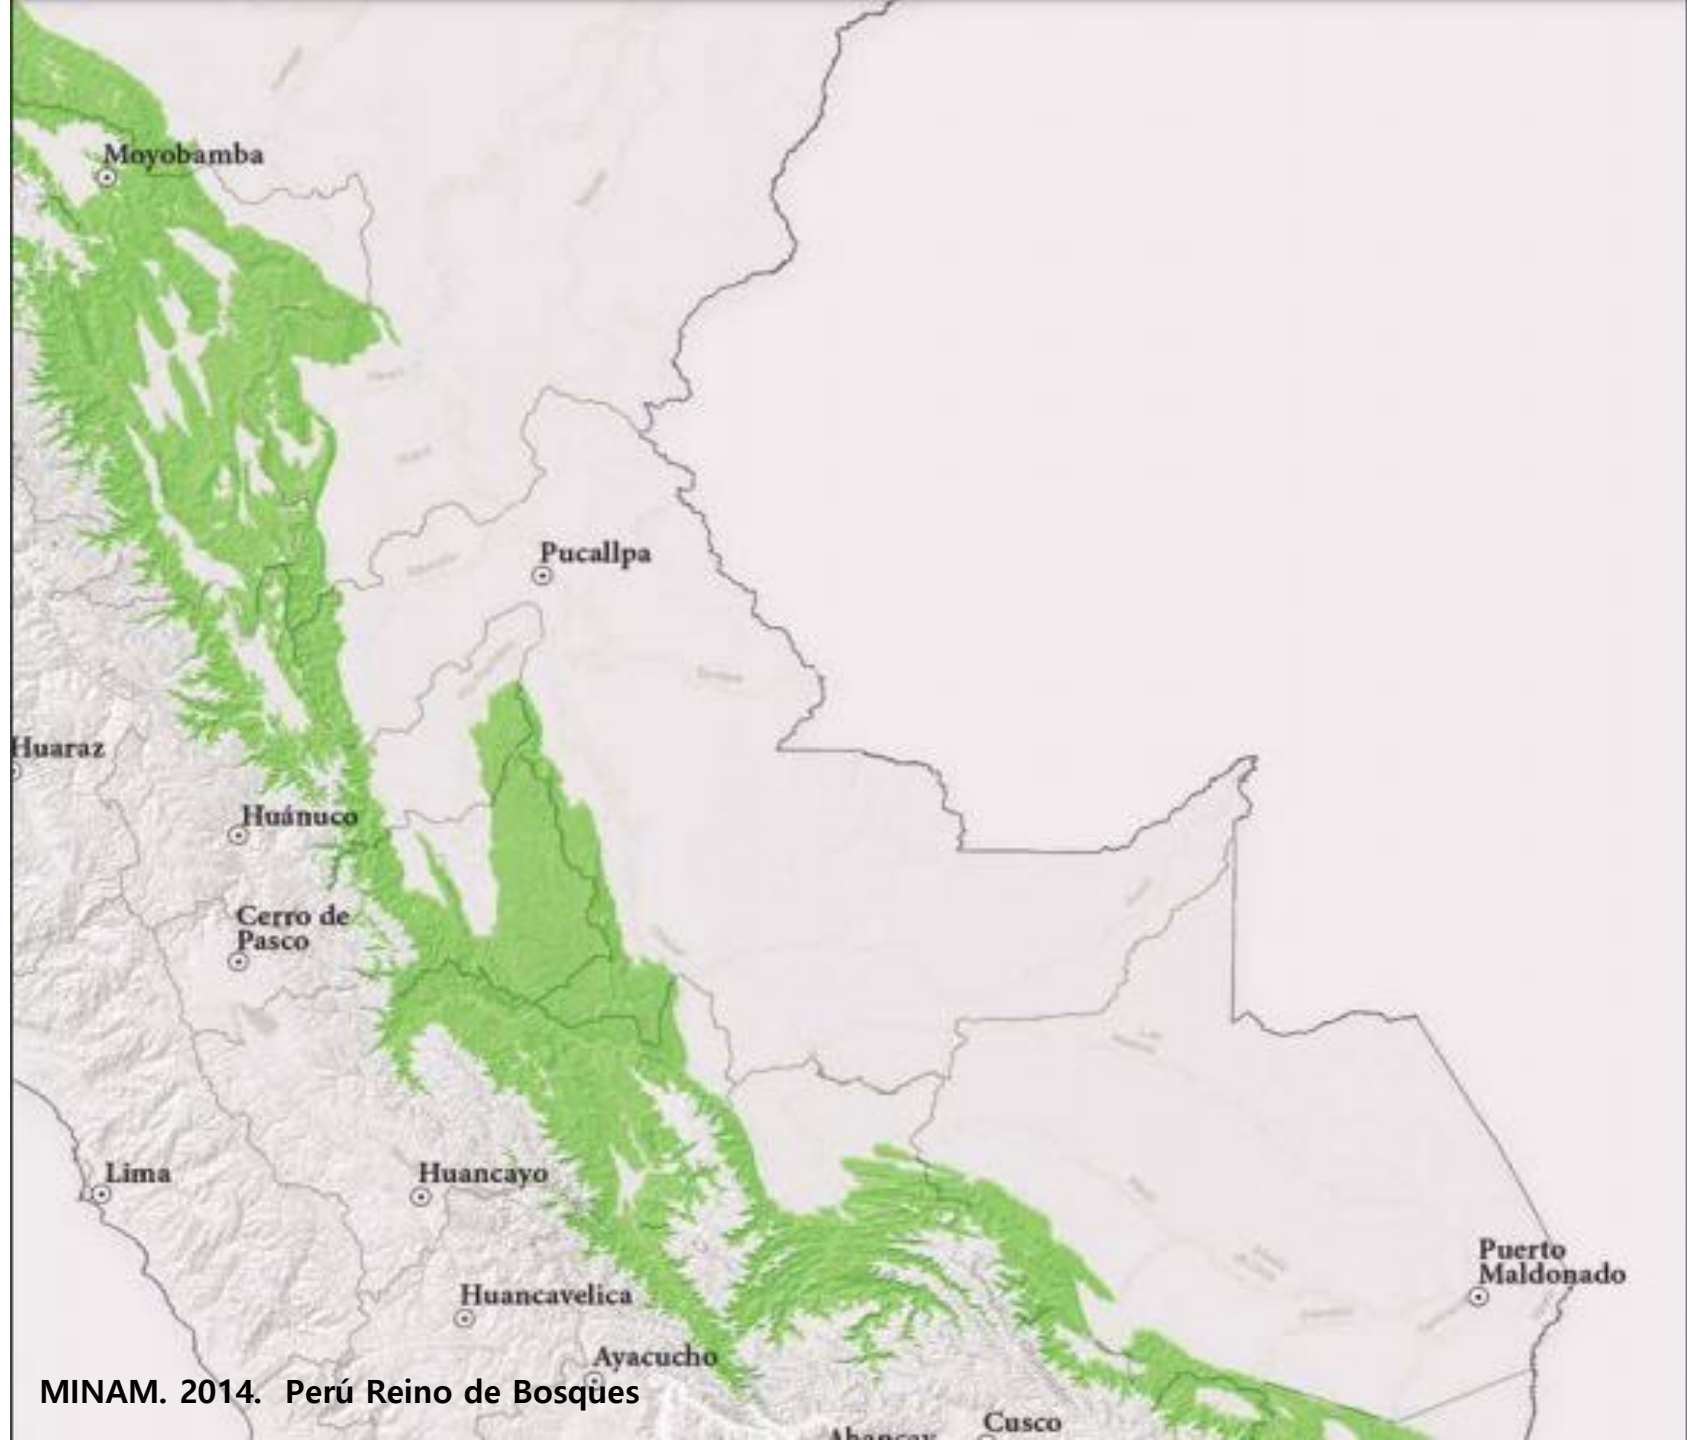 Moyobamba
Pucallpa
Huaraz
Huánuco
Cerro de
Pasco
Lima
Huancayo
Puerto
Maldonado
Huancavelica
Ayacucho
MINAM. 2014. Perú Reino de Bosques
Cusco
Abancay